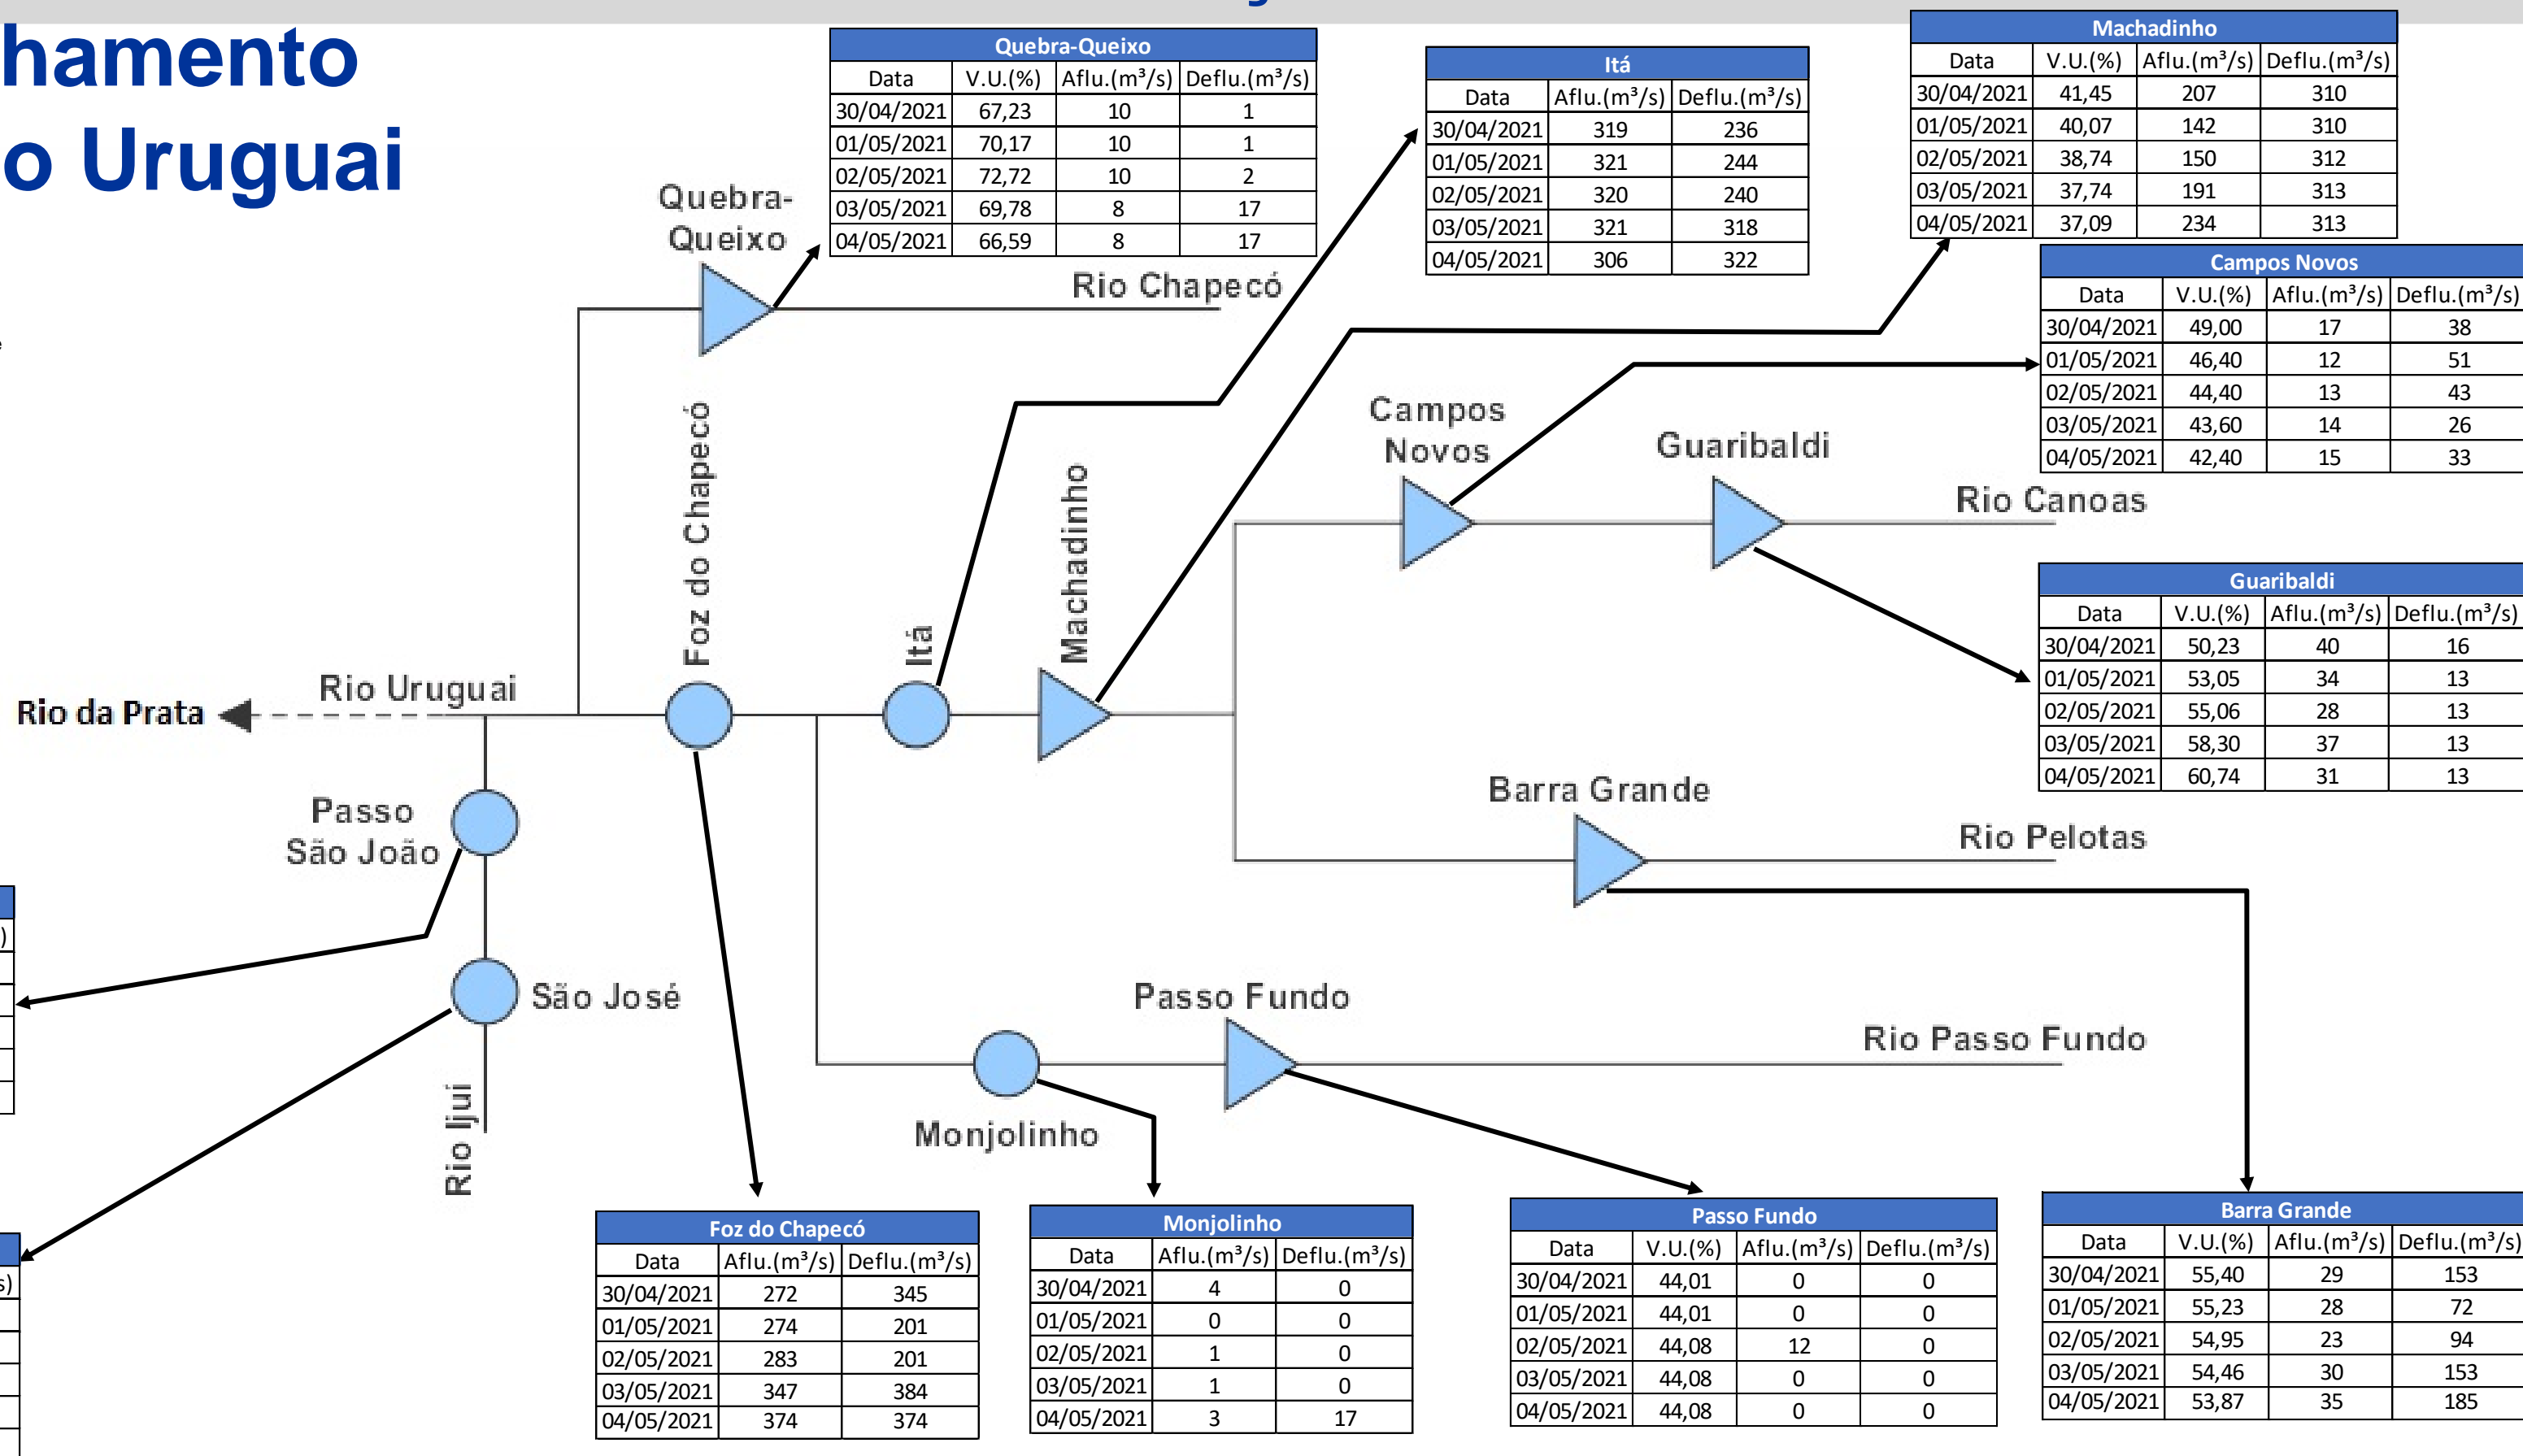 hamento
o Uruguai
Quebra-Queixo
Data V.U.(%) Aflu.(m³/s) Deflu.(m³/s)
30/04/2021 67,23 10 1
01/05/2021 70,17 10 1
02/05/2021 72,72 10 2
03/05/2021 69,78 8 17
04/05/2021 66,59 8 17
Itá
Data Aflu.(m³/s) Deflu.(m³/s)
30/04/2021 319 236
01/05/2021 321 244
02/05/2021 320 240
03/05/2021 321 318
04/05/2021 306 322
Machadinho
Data V.U.(%) Aflu.(m³/s) Deflu.(m³/s)
30/04/2021 41,45 207 310
01/05/2021 40,07 142 310
02/05/2021 38,74 150 312
03/05/2021 37,74 191 313
04/05/2021 37,09 234 313
Campos Novos
Data V.U.(%) Aflu.(m³/s) Deflu.(m³/s)
30/04/2021 49,00 17 38
01/05/2021 46,40 12 51
02/05/2021 44,40 13 43
03/05/2021 43,60 14 26
04/05/2021 42,40 15 33
Quebra-
Queixo
Rio Chapecó
Foz do Chapecó
Itá
Machadinho
Campos
Novos
Guaribaldi
Rio Canoas
Guaribaldi
Data V.U.(%) Aflu.(m³/s) Deflu.(m³/s)
30/04/2021 50,23 40 16
01/05/2021 53,05 34 13
02/05/2021 55,06 28 13
03/05/2021 58,30 37 13
04/05/2021 60,74 31 13
Rio da Prata
Rio Uruguai
Passo
São João
Barra Grande
Rio Pelotas
São José
Passo Fundo
Rio Passo Fundo
Monjolinho
Rio Ijui
Foz do Chapecó
Data Aflu.(m³/s) Deflu.(m³/s)
30/04/2021 272 345
01/05/2021 274 201
02/05/2021 283 201
03/05/2021 347 384
04/05/2021 374 374
Monjolinho
Data Aflu.(m³/s) Deflu.(m³/s)
30/04/2021 4 0
01/05/2021 0 0
02/05/2021 1 0
03/05/2021 1 0
04/05/2021 3 17
Passo Fundo
Data V.U.(%) Aflu.(m³/s) Deflu.(m³/s)
30/04/2021 44,01 0 0
01/05/2021 44,01 0 0
02/05/2021 44,08 12 0
03/05/2021 44,08 0 0
04/05/2021 44,08 0 0
Barra Grande
Data V.U.(%) Aflu.(m³/s) Deflu.(m³/s)
30/04/2021 55,40 29 153
01/05/2021 55,23 28 72
02/05/2021 54,95 23 94
03/05/2021 54,46 30 153
04/05/2021 53,87 35 185